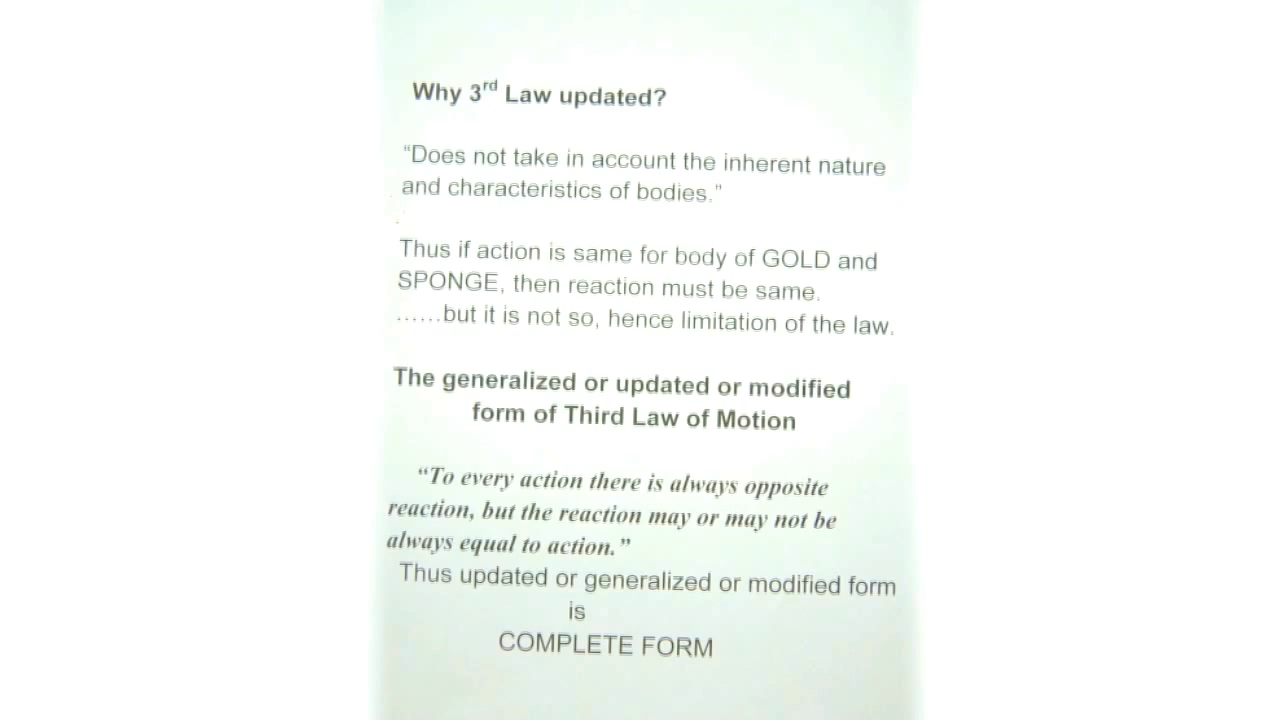 Why 3rd Law updated?
“Does not take in account the inherent nature
and characteristics of bodies.”
Thus if action is same for body of GOLD and
SPONGE, then reaction must be same.
......but it is not so, hence limitation of the law.
The generalized or updated or modified
form of Third Law of Motion
“To every action there is always opposite
reaction, but the reaction may or may not be
always equal to action.”
Thus updated or generalized or modified form
is
COMPLETE FORM